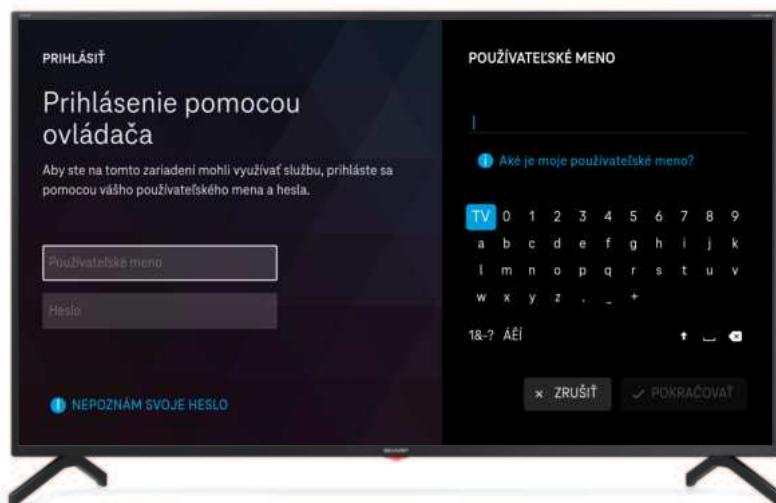 PRIHLÁSIŤ
Prihlásenie pomocou
ovládača
Aby ste na tomto zariadení mohli využívať službu, prihláste sa
pomocou vášho používateľského mena a hesla.
Používateľské meno
Heslo
NEPOZNÁM SVOJE HESLO
POUŽÍVATEĽSKÉ MENO
Aké je moje používateľské meno?
TV 0 1 2 3 4 5 6 7 8 9
a b c d e f g h i j k
l m n o p q r s t u v
w x y z . _ +
1&-? ÁÊÍ
× ZRUŠIŤ
✓ POKRAČOVAŤ
SHARP